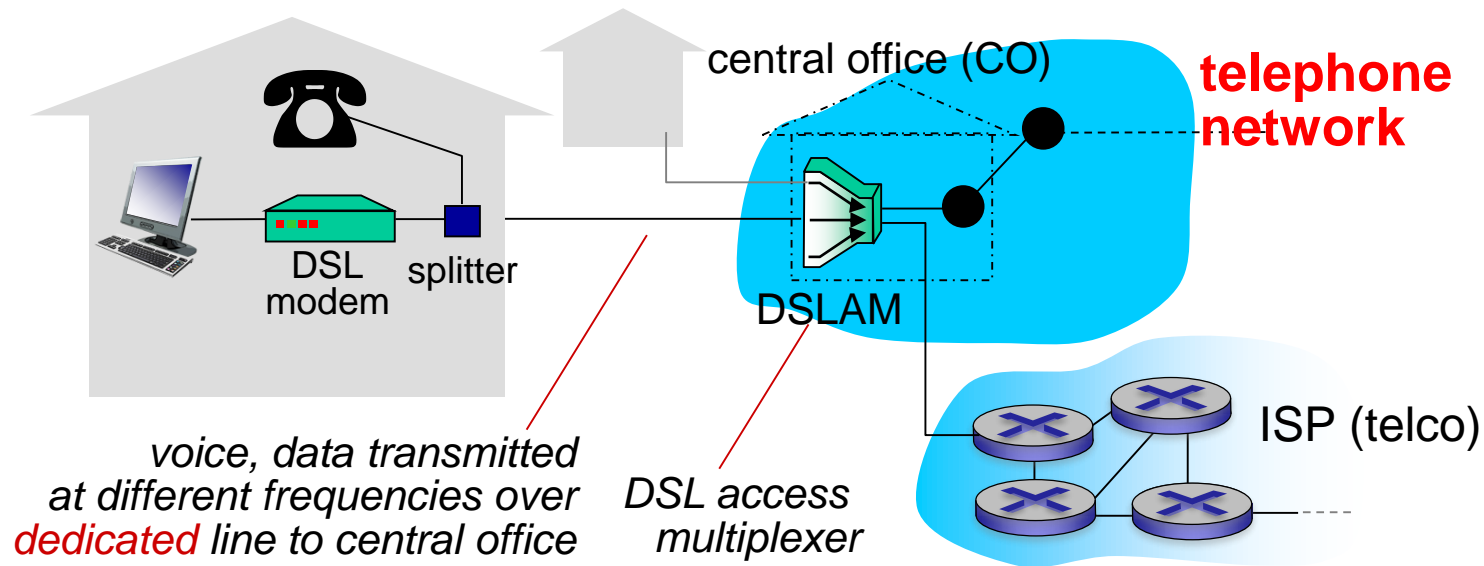 central office (CO)
telephone
network
DSL
modem
splitter
DSLAM
voice, data transmitted
at different frequencies over
dedicated line to central office
DSL access
multiplexer
ISP (telco)